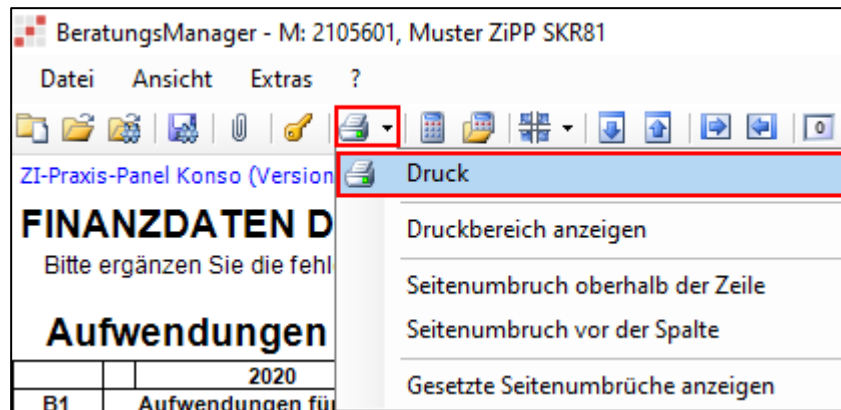 BeratungsManager - M: 2105601, Muster ZiPP SKR81
Datei Ansicht Extras ?
0
ZI-Praxis-Panel Konso (Version
Druck
FINANZDATEN D
Druckbereich anzeigen
Bitte ergänzen Sie die fehl
Seitenumbruch oberhalb der Zeile
Aufwendungen
Seitenumbruch vor der Spalte
2020
Gesetzte Seitenumbrüche anzeigen
B1 Aufwendungen für